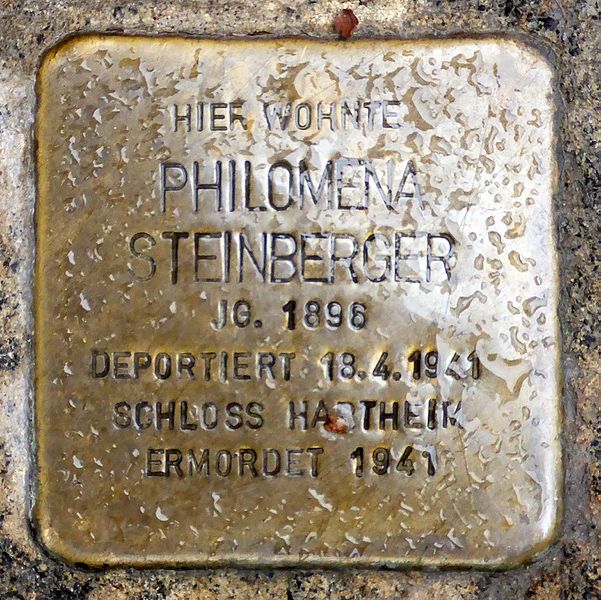 HIER WOHNTE
PHILOMENA
STEINBERGER
JG. 1896
DEPORTIERT 18.4.1941
SCHLOSS HARTHEIM
ERMORDET 1941